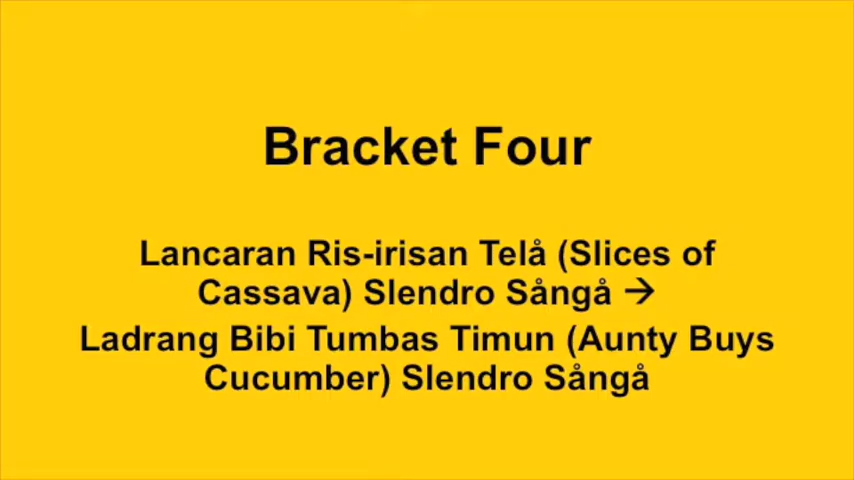 Bracket Four
Lancaran Ris-irisan Telå (Slices of
Cassava) Slendro Sångå →
Ladrang Bibi Tumbas Timun (Aunty Buys
Cucumber) Slendro Sångå